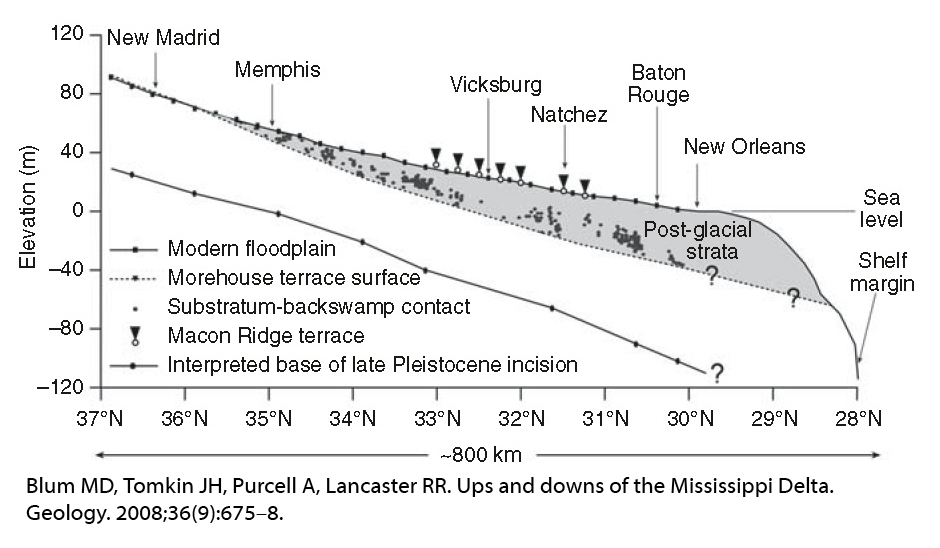 120
80
40
0
−40
−80
−120
Elevation (m)
New Madrid
Memphis
Vicksburg
Natchez
Baton
Rouge
New Orleans
Sea
level
Shelf
margin
Post-glacial
strata
?
?
?
Modern floodplain
Morehouse terrace surface
Substratum-backswamp contact
Macon Ridge terrace
Interpreted base of late Pleistocene incision
37°N 36°N 35°N 34°N 33°N 32°N 31°N 30°N 29°N 28°N
~800 km
Blum MD, Tomkin JH, Purcell A, Lancaster RR. Ups and downs of the Mississippi Delta.
Geology. 2008;36(9):675–8.